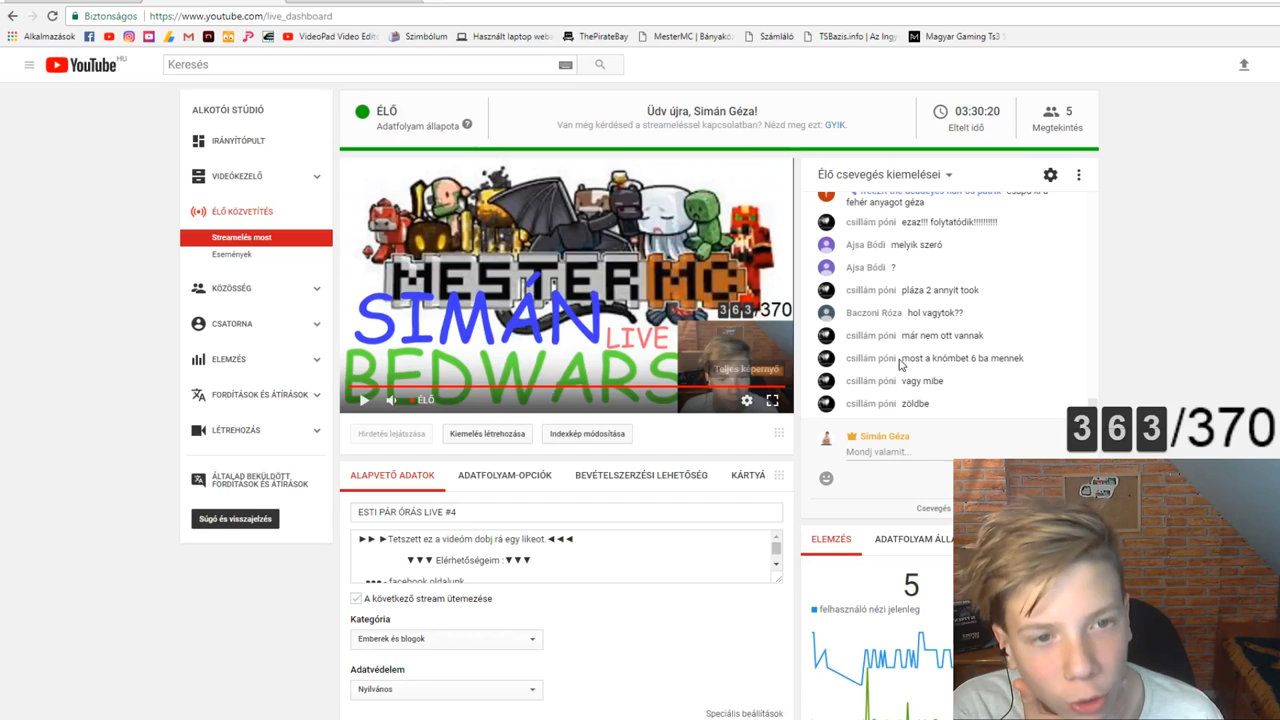 Biztonságos
https://www.youtube.com/live_dashboard
Alkalmazások
VideoPad Video Edit
Szimbólum
Használt laptop web
ThePirateBay
MesterMC | Bányakó
Számláló
TSBazis.info | Az Ingy
Magyar Gaming Ts3
YouTube HU
Keresés
ALKOTÓI STÚDIÓ
IRÁNYÍTÓPULT
VIDEÓKEZELŐ
ÉLŐ KÖZVETÍTÉS
Streamelés most
Események
KÖZÖSSÉG
CSATORNA
ELEMZÉS
FORDÍTÁSOK ÉS ÁTÍRÁSOK
LÉTREHOZÁS
ÁLTALAD BEKÜLDÖTT
FORDÍTÁSOK ÉS ÁTÍRÁSOK
Súgó és visszajelzés
ÉLŐ
Adatfolyam állapota
Üdv újra, Simán Géza!
Van még kérdésed a streameléssel kapcsolatban? Nézd meg ezt: GYIK.
03:30:20
Eltelt idő
5
Megtekintés
MESTERMC
SIMÁN
LIVE
BEDWARS
363/370
Teljes képernyő
ÉLŐ
Hirdetés lejátszása
Kiemelés létrehozása
Indexkép módosítása
ALAPVETŐ ADATOK
ADATFOLYAM-OPCIÓK
BEVÉTELSZERZÉSI LEHETŐSÉG
KÁRTYÁ
ESTI PÁR ÓRÁS LIVE #4
►► ►Tetszett ez a videóm dobj rá egy likeot.◄◄◄
▼▼▼ Elérhetőségeim :▼▼▼
facebook oldalunk
A következő stream ütemezése
Kategória
Emberek és blogok
Adatvédelem
Nyilvános
Speciális beállítások
Élő csevegés kiemelései
fehér anyagot géza
csillám póni ezaz!!! folytatódik!!!!!!!!!!
Ajsa Bódi melyik szeró
Ajsa Bódi ?
csillám póni pláza 2 annyit took
Baczoni Róza hol vagytok??
csillám póni már nem ott vannak
csillám póni most a knómbet 6 ba mennek
csillám póni vagy mibe
csillám póni zöldbe
Simán Géza
Mondj valamit...
Csevegés
363/370
ELEMZÉS
ADATFOLYAM ÁLLA
5
felhasználó nézi jelenleg